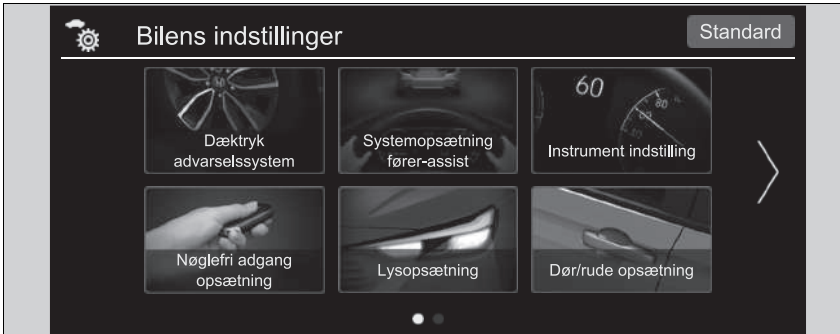 Bilens indstillinger
Standard
Dæktryk
advarselssystem
Systemopsætning
fører-assist
60
Instrument indstilling
Nøglefri adgang
opsætning
Lysopsætning
Dør/rude opsætning